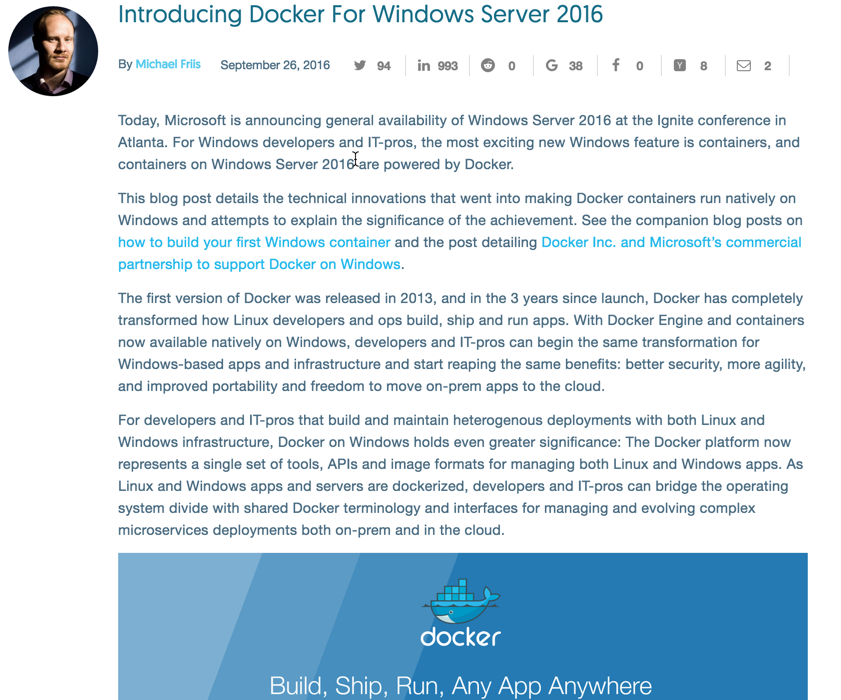 Introducing Docker For Windows Server 2016
By Michael Friis September 26, 2016 94 in 993 0 G 38 f 0 Y 8 2
Today, Microsoft is announcing general availability of Windows Server 2016 at the Ignite conference in
Atlanta. For Windows developers and IT-pros, the most exciting new Windows feature is containers, and
containers on Windows Server 2016 are powered by Docker.
This blog post details the technical innovations that went into making Docker containers run natively on
Windows and attempts to explain the significance of the achievement. See the companion blog posts on
how to build your first Windows container and the post detailing Docker Inc. and Microsoft's commercial
partnership to support Docker on Windows.
The first version of Docker was released in 2013, and in the 3 years since launch, Docker has completely
transformed how Linux developers and ops build, ship and run apps. With Docker Engine and containers
now available natively on Windows, developers and IT-pros can begin the same transformation for
Windows-based apps and infrastructure and start reaping the same benefits: better security, more agility,
and improved portability and freedom to move on-prem apps to the cloud.
For developers and IT-pros that build and maintain heterogenous deployments with both Linux and
Windows infrastructure, Docker on Windows holds even greater significance: The Docker platform now
represents a single set of tools, APIs and image formats for managing both Linux and Windows apps. As
Linux and Windows apps and servers are dockerized, developers and IT-pros can bridge the operating
system divide with shared Docker terminology and interfaces for managing and evolving complex
microservices deployments both on-prem and in the cloud.
docker
Build, Ship, Run, Any App Anywhere